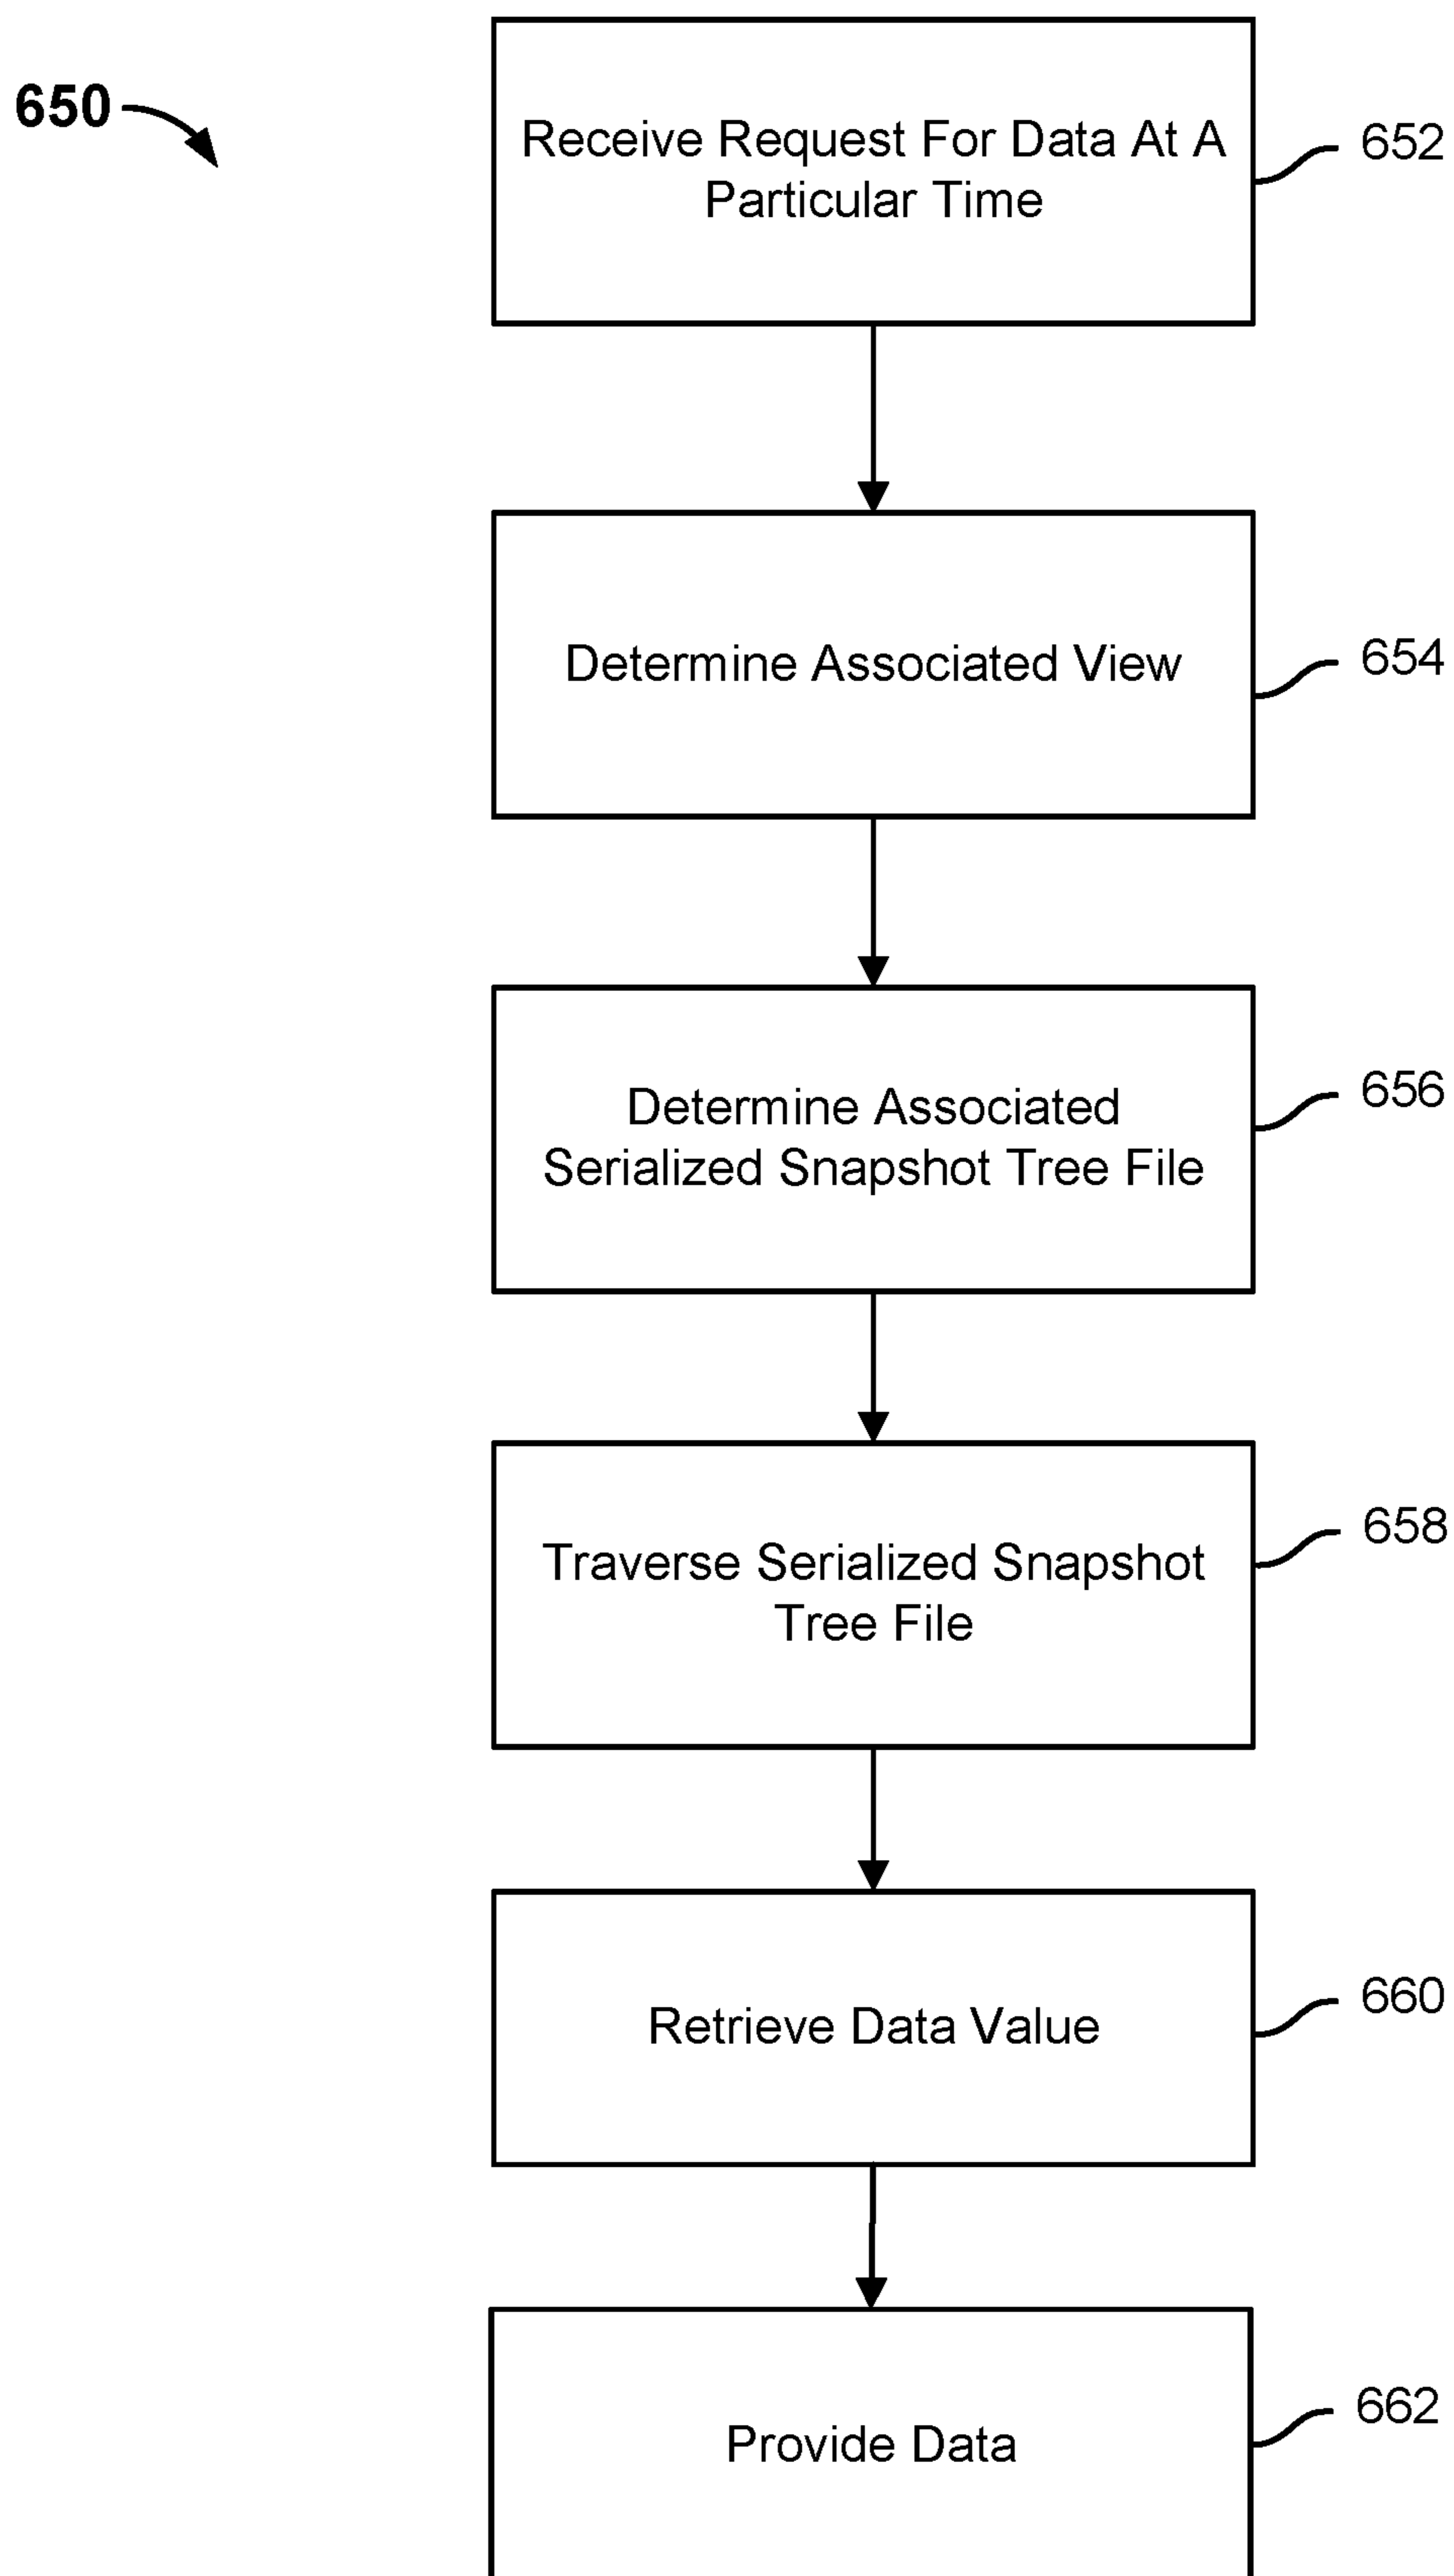 650
Receive Request For Data At A
Particular Time
652
Determine Associated View
654
Determine Associated
Serialized Snapshot Tree File
656
Traverse Serialized Snapshot
Tree File
658
Retrieve Data Value
660
Provide Data
662